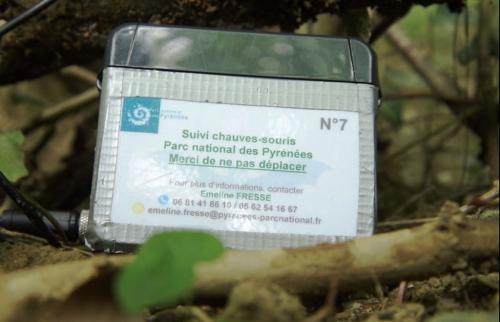 N°7
Suivi chauves-souris
Parc national des Pyrénées
Merci de ne pas déplacer
Pour plus d'informations, contacter
Emeline FRESSE
06 81 41 86 10 / 05 62 54 16 67
emeline.fresse@pyrenees-parcnational.fr